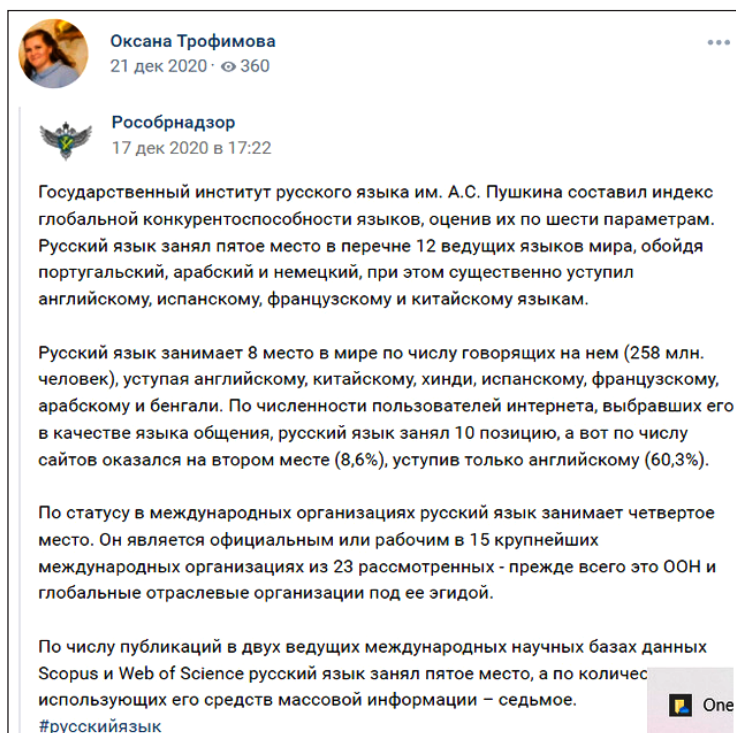 Оксана Трофимова
21 дек 2020 · 360
Рособрнадзор
17 дек 2020 в 17:22
Государственный институт русского языка им. А.С. Пушкина составил индекс
глобальной конкурентоспособности языков, оценив их по шести параметрам.
Русский язык занял пятое место в перечне 12 ведущих языков мира, обойдя
португальский, арабский и немецкий, при этом существенно уступил
английскому, испанскому, французскому и китайскому языкам.
Русский язык занимает 8 место в мире по числу говорящих на нем (258 млн.
человек), уступая английскому, китайскому, хинди, испанскому, французскому,
арабскому и бенгали. По численности пользователей интернета, выбравших его
в качестве языка общения, русский язык занял 10 позицию, а вот по числу
сайтов оказался на втором месте (8,6%), уступив только английскому (60,3%).
По статусу в международных организациях русский язык занимает четвертое
место. Он является официальным или рабочим в 15 крупнейших
международных организациях из 23 рассмотренных - прежде всего это ООН и
глобальные отраслевые организации под ее эгидой.
По числу публикаций в двух ведущих международных научных базах данных
Scopus и Web of Science русский язык занял пятое место, а по
использующих его средств массовой информации – седьмое.
One
#русскийязык